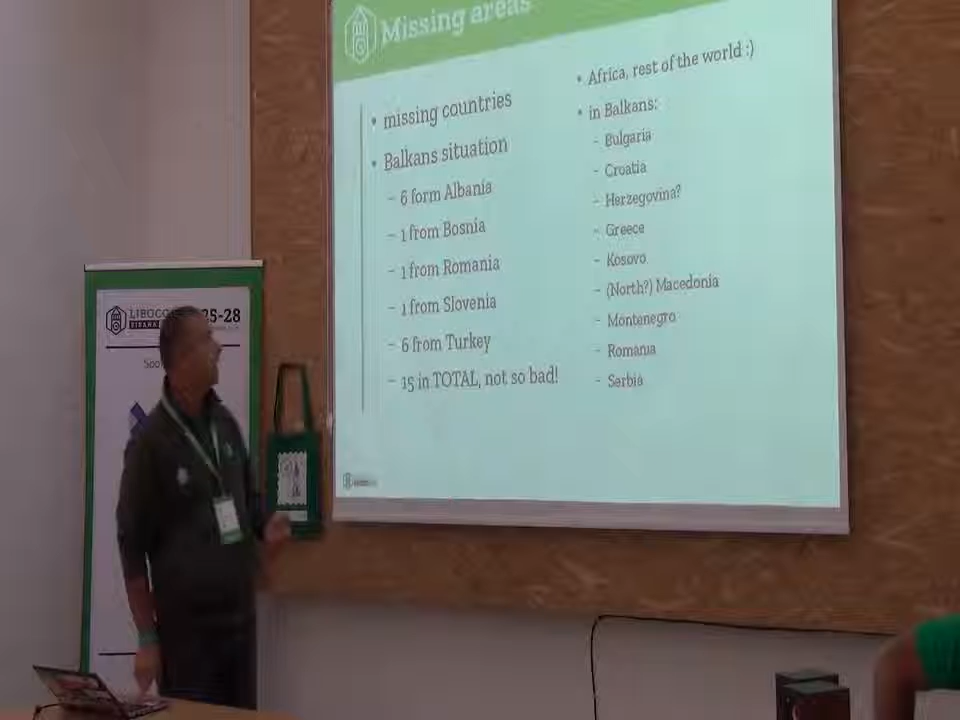 Missing areas
• missing countries
• Balkans situation
– 6 form Albania
– 1 from Bosnia
– 1 from Romania
– 1 from Slovenia
– 6 from Turkey
– 15 in TOTAL, not so bad!
• Africa, rest of the world :)
• in Balkans:
– Bulgaria
– Croatia
– Herzegovina?
– Greece
– Kosovo
– (North?) Macedonia
– Montenegro
– Romania
– Serbia
LIBOCO
25-28